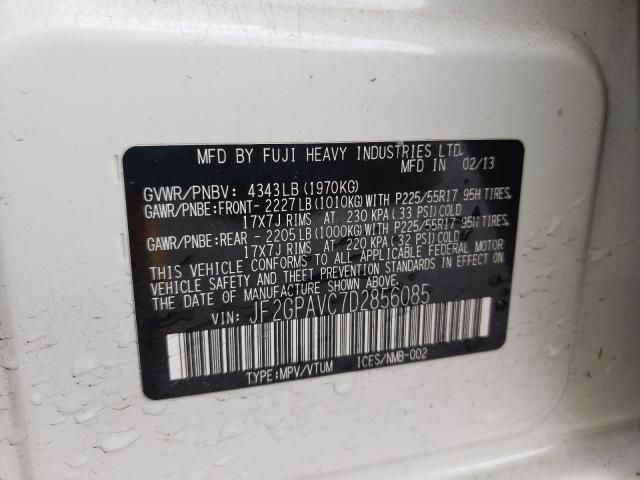 MFD BY FUJI HEAVY INDUSTRIES LTD.
MFD IN 02/13
GVWR/PNBV: 4343LB (1970KG)
GAWR/PNBE:FRONT-2227LB (1010KG)WITH P225/55R17 95H TIRES,
17X7J RIMS AT 230 KPA(33 PSI)COLD
GAWR/PNBE:REAR -2205LB (1000KG)WITH P225/55R17 95H TIRES,
17X7J RIMS AT 220 KPA(32 PSI)COLD
THIS VEHICLE CONFORMS TO ALL APPLICABLE FEDERAL MOTOR
VEHICLE SAFETY AND BUMPER STANDARDS IN EFFECT ON
THE DATE OF MANUFACTURE SHOWN ABOVE.
VIN: JF2GPAVC7D2856085
TYPE:MPV/VTUM ICES/NMB-002